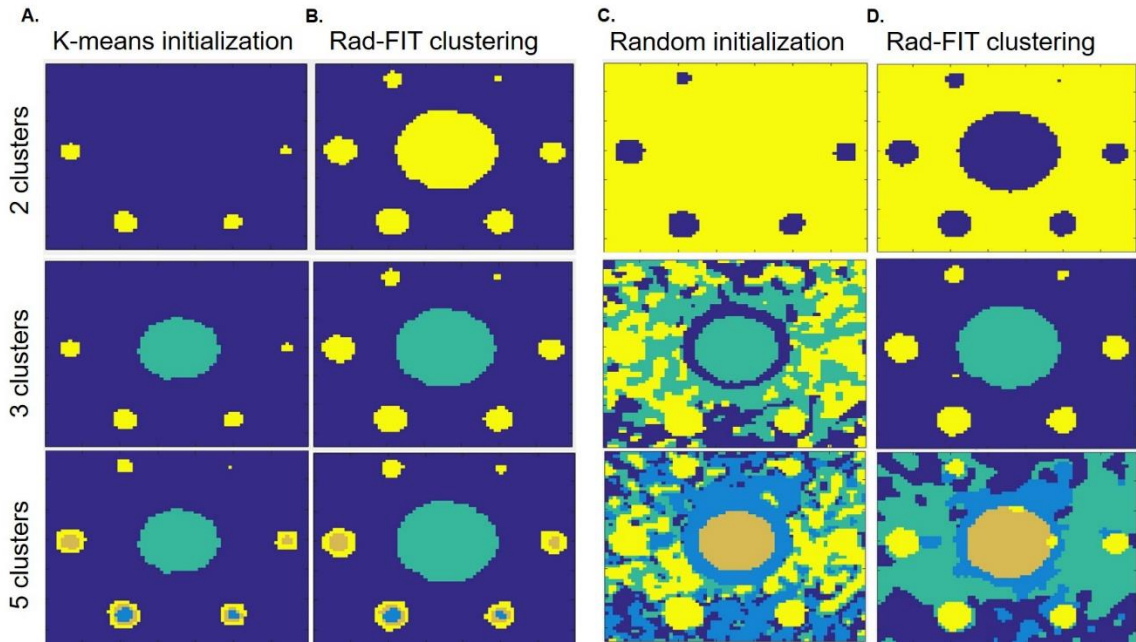 A.
B.
C.
D.
K-means initialization
Rad-FIT clustering
Random initialization
Rad-FIT clustering
2 clusters
3 clusters
5 clusters